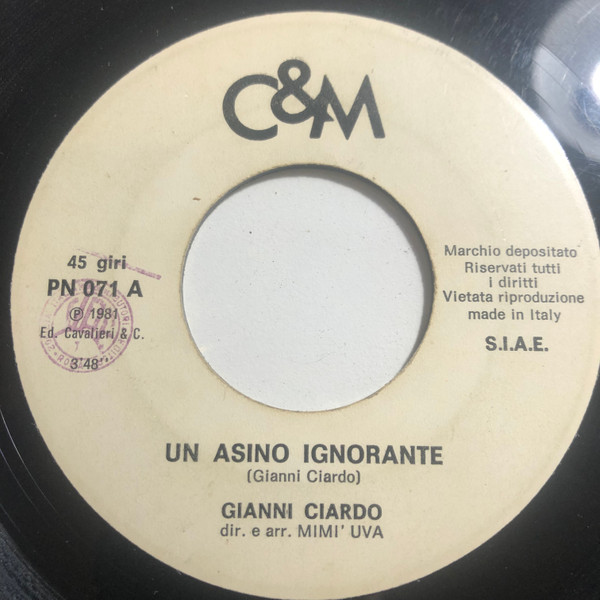 C&M
45 giri
PN 071 A
Ⓟ 1981
Ed. Cavalieri & C.
3'48''
Marchio depositato
Riservati tutti
i diritti
Vietata riproduzione
made in Italy
S.I.A.E.
UN ASINO IGNORANTE
(Gianni Ciardo)
GIANNI CIARDO
dir. e arr. MIMI' UVA